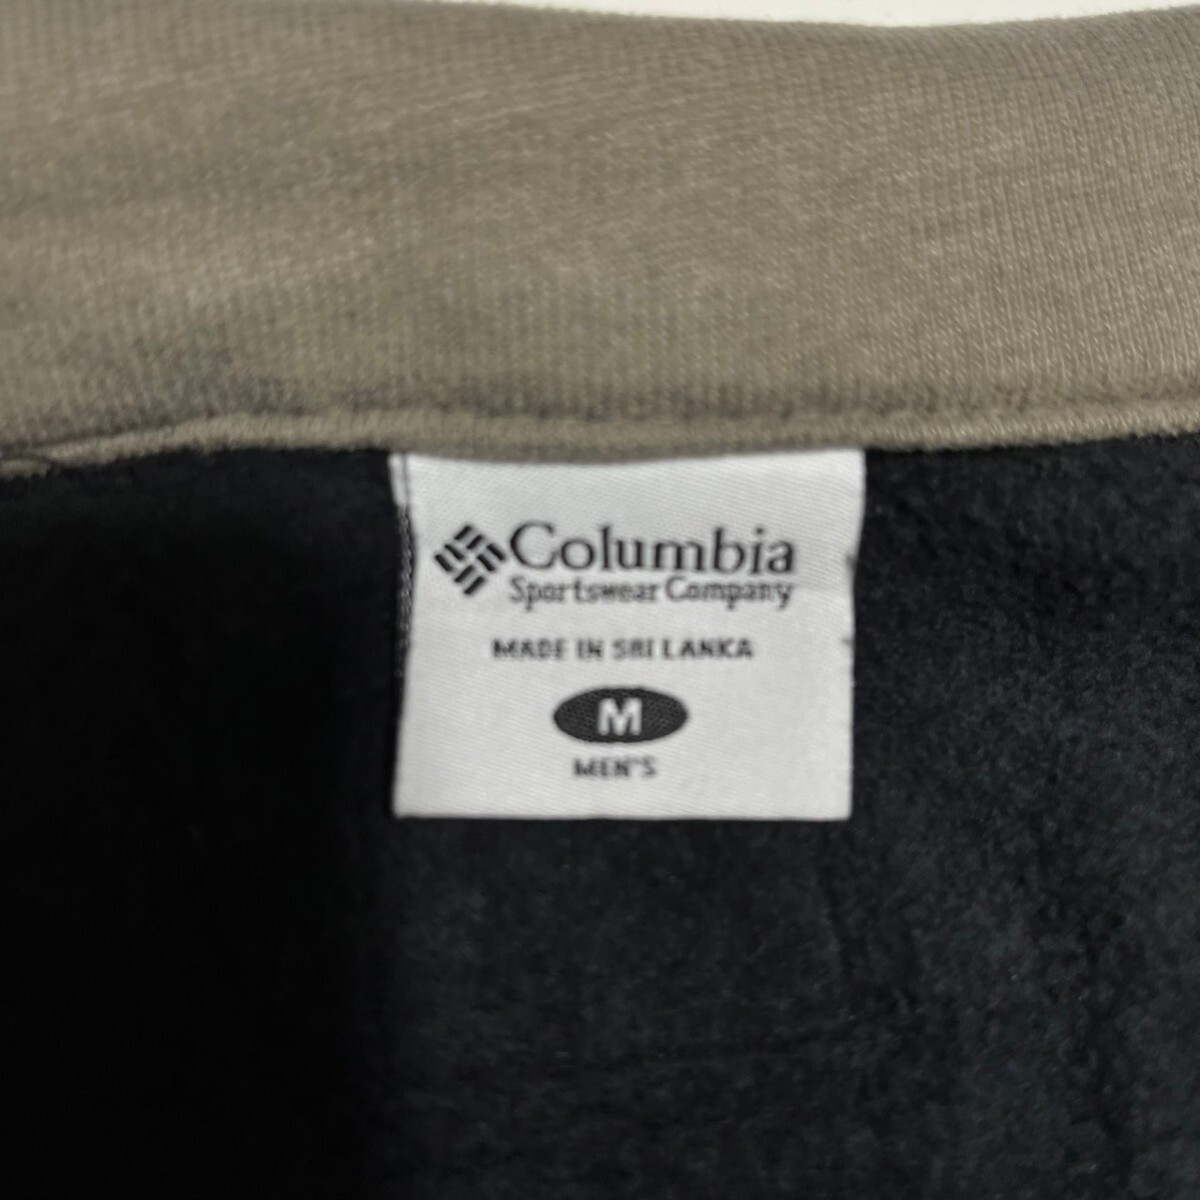 Columbia
Sportswear Company
MADE IN SRI LANKA
M
MEN'S